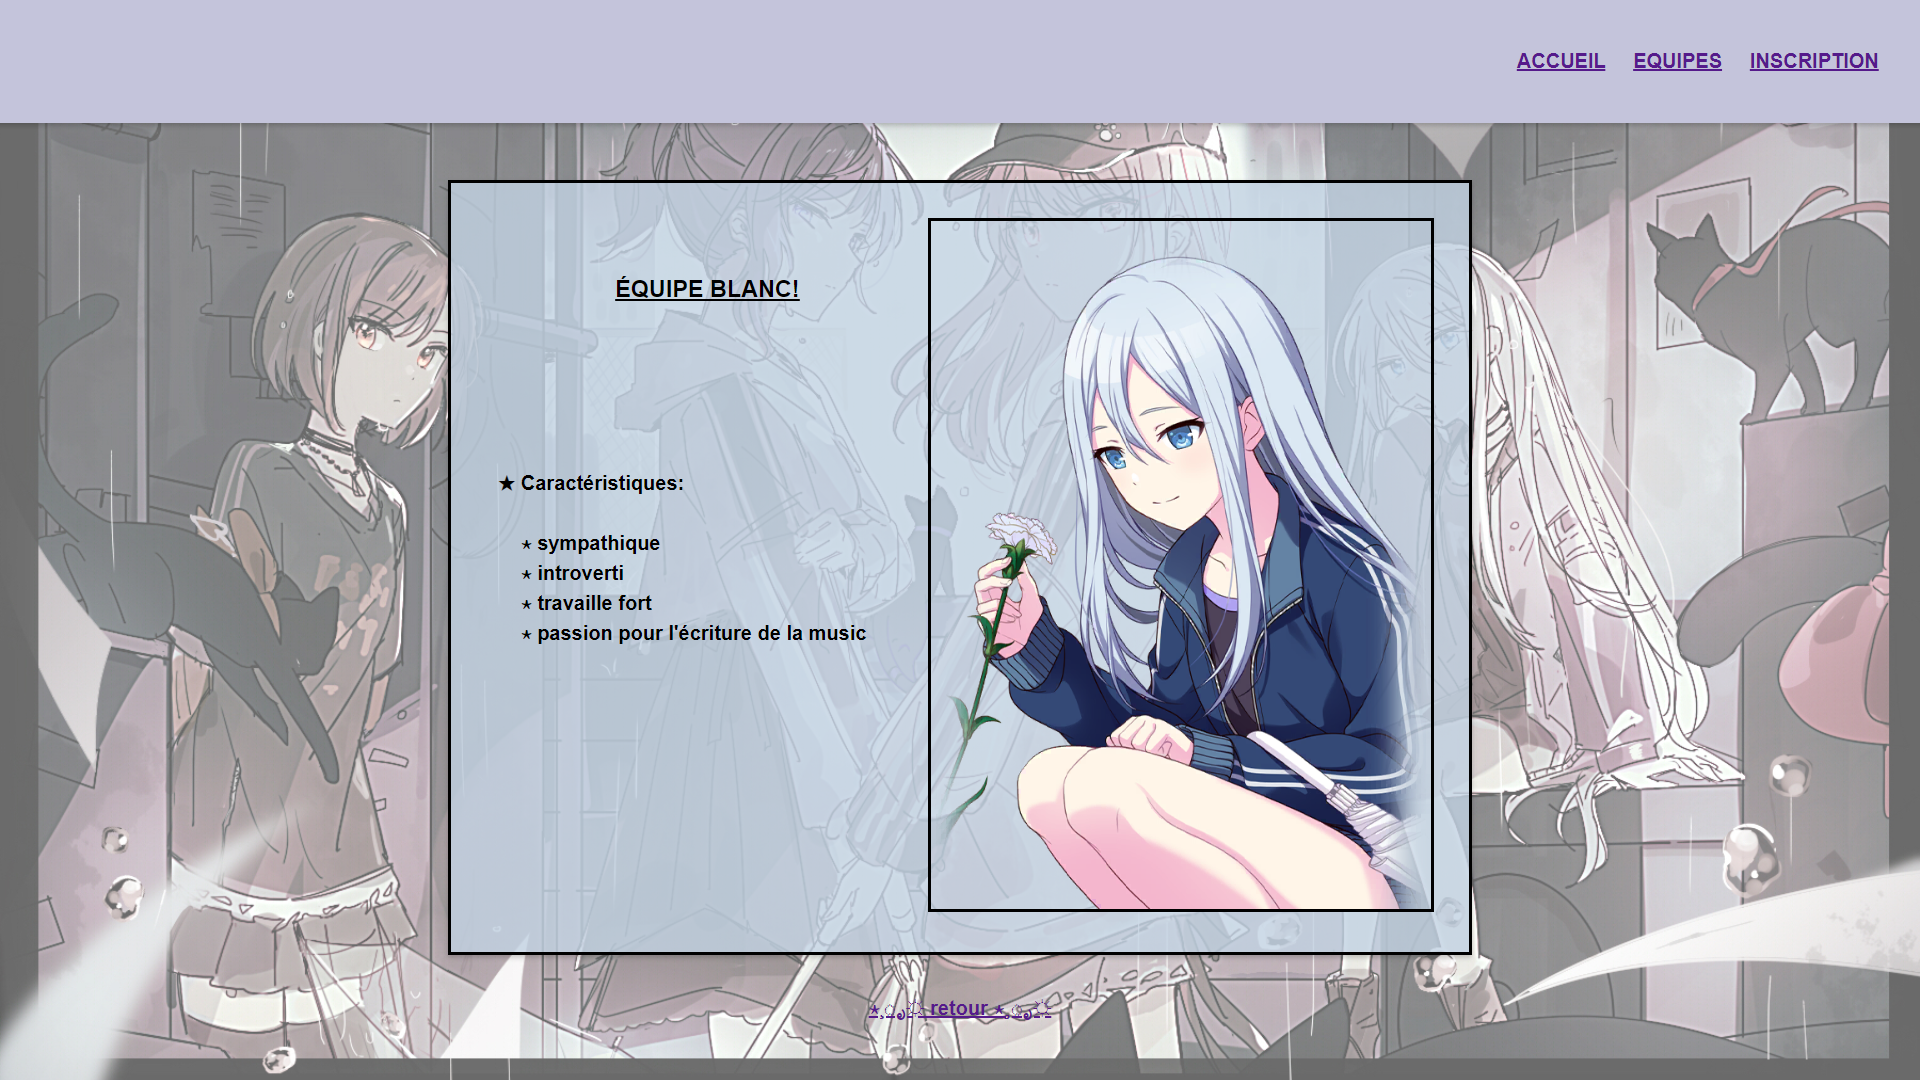 ACCUEIL EQUIPES INSCRIPTION
ÉQUIPE BLANC!
★ Caractéristiques:
⋆ sympathique
⋆ introverti
⋆ travaille fort
⋆ passion pour l'écriture de la music
retour